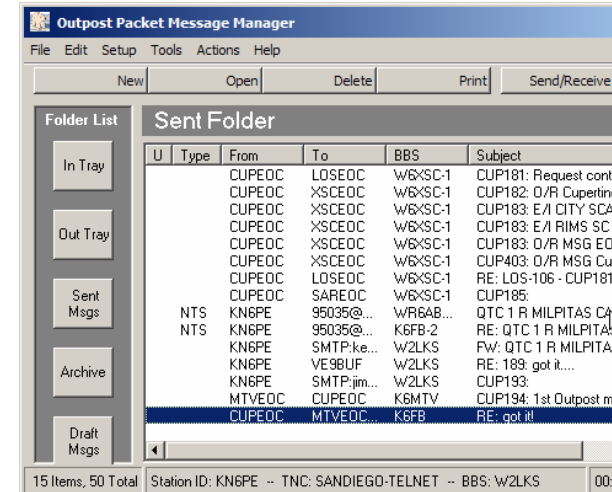 Outpost Packet Message Manager
File Edit Setup Tools Actions Help
New Open Delete Print Send/Receive
Folder List
Sent Folder
In Tray
Out Tray
Sent Msgs
Archive
Draft Msgs
U Type From To BBS Subject
CUPEOC LOSEOC W6XSC-1 CUP181: Request cont
CUPEOC XSCEOC W6XSC-1 CUP182: O/R Cupertin
CUPEOC XSCEOC W6XSC-1 CUP183: E/I CITY SCA
CUPEOC XSCEOC W6XSC-1 CUP183: E/I RIMS SC
CUPEOC XSCEOC W6XSC-1 CUP183: O/R MSG EO
CUPEOC XSCEOC W6XSC-1 CUP403: O/R MSG Cu
CUPEOC LOSEOC W6XSC-1 RE: LOS-106 - CUP181
CUPEOC SAREOC W6XSC-1 CUP185:
NTS KN6PE 95035@... WR6AB... QTC 1 R MILPITAS CA
NTS KN6PE 95035@... K6FB-2 RE: QTC 1 R MILPITAS
KN6PE SMTP:ke... W2LKS FW: QTC 1 R MILPITA
KN6PE VE9BUF W2LKS RE: 189: got it....
KN6PE SMTP:jim... W2LKS CUP193:
MTVEOC CUPEOC K6MTV CUP194: 1st Outpost m
CUPEOC MTVEOC... K6FB RE: got it!
15 Items, 50 Total Station ID: KN6PE -- TNC: SANDIEGO-TELNET -- BBS: W2LKS 00: